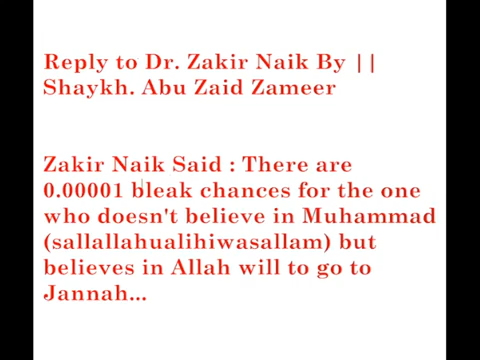 Reply to Dr. Zakir Naik By ||
Shaykh. Abu Zaid Zameer
Zakir Naik Said : There are
0.00001 bleak chances for the one
who doesn't believe in Muhammad
(sallallahualihiwasallam) but
believes in Allah will to go to
Jannah...